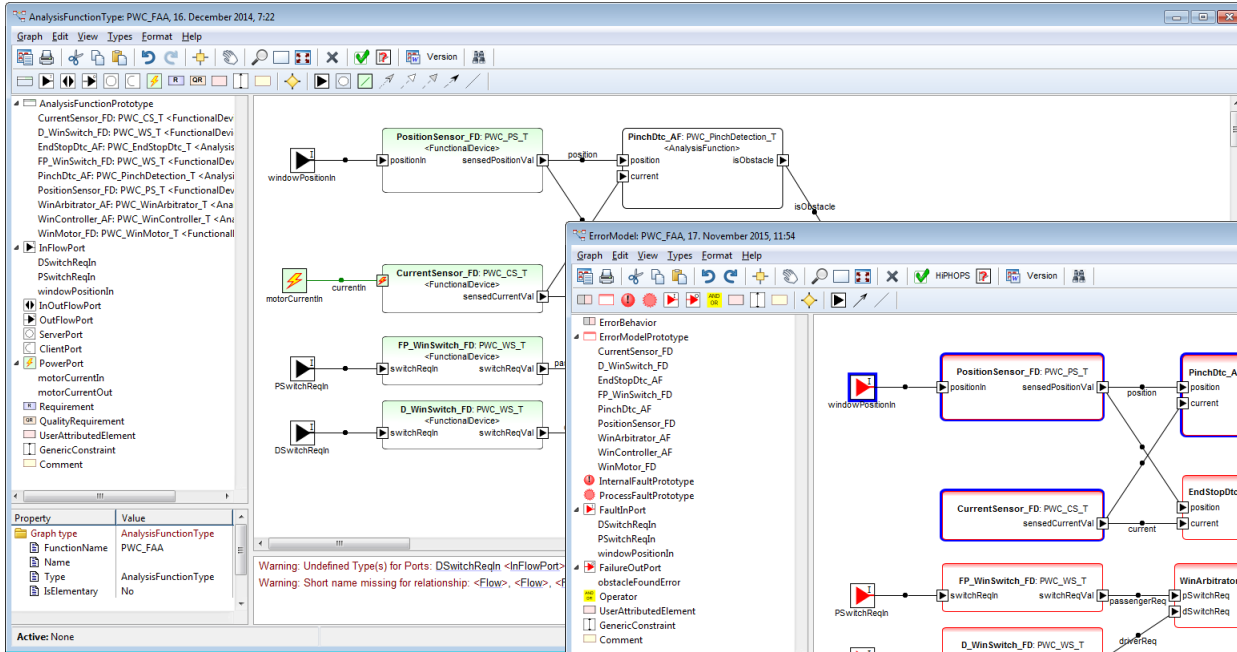 AnalysisFunctionType: PWC_FAA, 16. December 2014, 7:22
Graph Edit View Types Format Help
Version
R QR
AnalysisFunctionPrototype
CurrentSensor_FD: PWC_CS_T <FunctionalDev
D_WinSwitch_FD: PWC_WS_T <FunctionalDevi
EndStopDtc_AF: PWC_EndStopDtc_T <Analysis
FP_WinSwitch_FD: PWC_WS_T <FunctionalDev
PinchDtc_AF: PWC_PinchDetection_T <Analysi
PositionSensor_FD: PWC_PS_T <FunctionalDev
WinArbitrator_AF: PWC_WinArbitrator_T <Ana
WinController_AF: PWC_WinController_T <Ana
WinMotor_FD: PWC_WinMotor_T <Functionall
InFlowPort
DSwitchReqIn
PSwitchReqIn
windowPositionIn
InOutFlowPort
OutFlowPort
ServerPort
ClientPort
PowerPort
motorCurrentIn
motorCurrentOut
Requirement
QualityRequirement
UserAttributedElement
GenericConstraint
Comment
Property Value
Graph type AnalysisFunctionType
FunctionName PWC_FAA
Name
Type AnalysisFunctionType
IsElementary No
Active: None
windowPositionIn
PositionSensor_FD: PWC_PS_T
<FunctionalDevice>
positionIn sensedPositionVal
position
PinchDtc_AF: PWC_PinchDetection_T
<AnalysisFunction>
position isObstacle
current
isObstacle
motorCurrentIn
currentIn
CurrentSensor_FD: PWC_CS_T
<FunctionalDevice>
sensedCurrentVal
PSwitchReqIn
FP_WinSwitch_FD: PWC_WS_T
<FunctionalDevice>
switchReqIn switchReqVal
pa
DSwitchReqIn
D_WinSwitch_FD: PWC_WS_T
<FunctionalDevice>
switchReqIn switchReqVal
Warning: Undefined Type(s) for Ports: DSwitchReqIn <InFlowPort>
Warning: Short name missing for relationship: <Flow>, <Flow>, <F
ErrorModel: PWC_FAA, 17. November 2015, 11:54
Graph Edit View Types Format Help
HiPHOPS Version
AND
OR
ErrorBehavior
ErrorModelPrototype
CurrentSensor_FD
D_WinSwitch_FD
EndStopDtc_AF
FP_WinSwitch_FD
PinchDtc_AF
PositionSensor_FD
WinArbitrator_AF
WinController_AF
WinMotor_FD
InternalFaultPrototype
ProcessFaultPrototype
FaultInPort
DSwitchReqIn
PSwitchReqIn
windowPositionIn
FailureOutPort
obstacleFoundError
Operator
UserAttributedElement
GenericConstraint
Comment
windowPositionIn
PositionSensor_FD: PWC_PS_T
positionIn sensedPositionVal
position
PinchDtc_A
position
current
CurrentSensor_FD: PWC_CS_T
sensedCurrentVal
current
EndStopDtc
position
current
PSwitchReqIn
FP_WinSwitch_FD: PWC_WS_T
switchReqIn switchReqVal
passengerReq
WinArbitrator
pSwitchReq
dSwitchReq
driverReq
D_WinSwitch_FD: PWC_WS_T